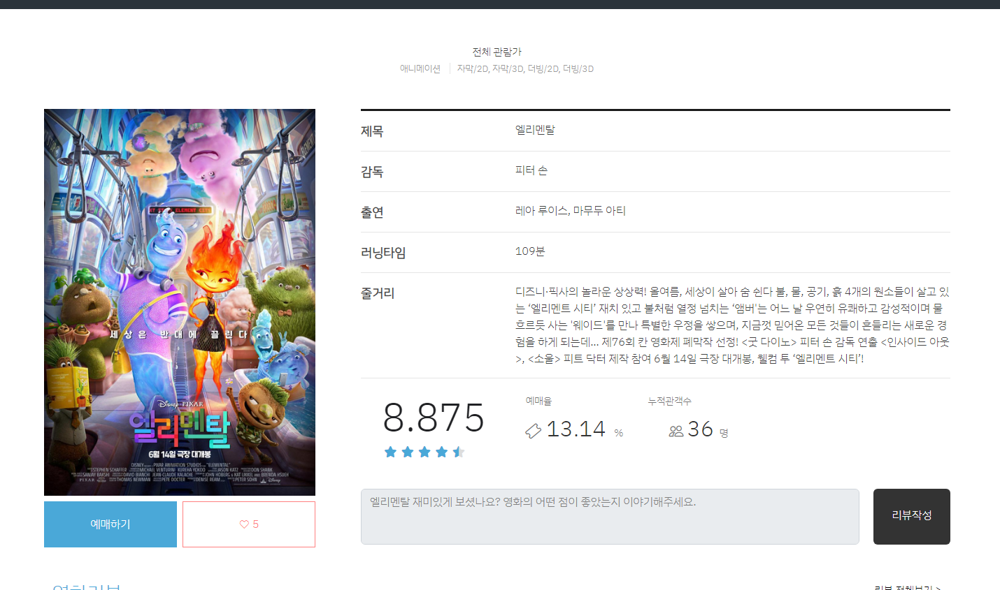 전체 관람가
애니메이션
자막/2D, 자막/3D, 더빙/2D, 더빙/3D
세상은 반대에 끌린다
Disney · PIXAR
엘리멘탈
6월 14일 극장 대개봉
예매하기
5
제목
엘리멘탈
감독
피터 손
출연
레아 루이스, 마무두 아티
러닝타임
109분
줄거리
디즈니·픽사의 놀라운 상상력! 올여름, 세상이 살아 숨 쉰다 불, 물, 공기, 흙 4개의 원소들이 살고 있
는 ‘엘리멘트 시티’ 재치 있고 불처럼 열정 넘치는 ‘앰버'는 어느 날 우연히 유쾌하고 감성적이며 물
흐르듯 사는 '웨이드'를 만나 특별한 우정을 쌓으며, 지금껏 믿어온 모든 것들이 흔들리는 새로운 경
험을 하게 되는데... 제76회 칸 영화제 폐막작 선정! <굿 다이노> 피터 손 감독 연출 <인사이드 아웃
>, <소울> 피트 닥터 제작 참여 6월 14일 극장 대개봉, 웰컴 투 ‘엘리멘트 시티’!
8.875
예매율
13.14 %
누적관객수
36 명
엘리멘탈 재미있게 보셨나요? 영화의 어떤 점이 좋았는지 이야기해주세요.
리뷰작성
영화리뷰
리뷰 전체보기 >